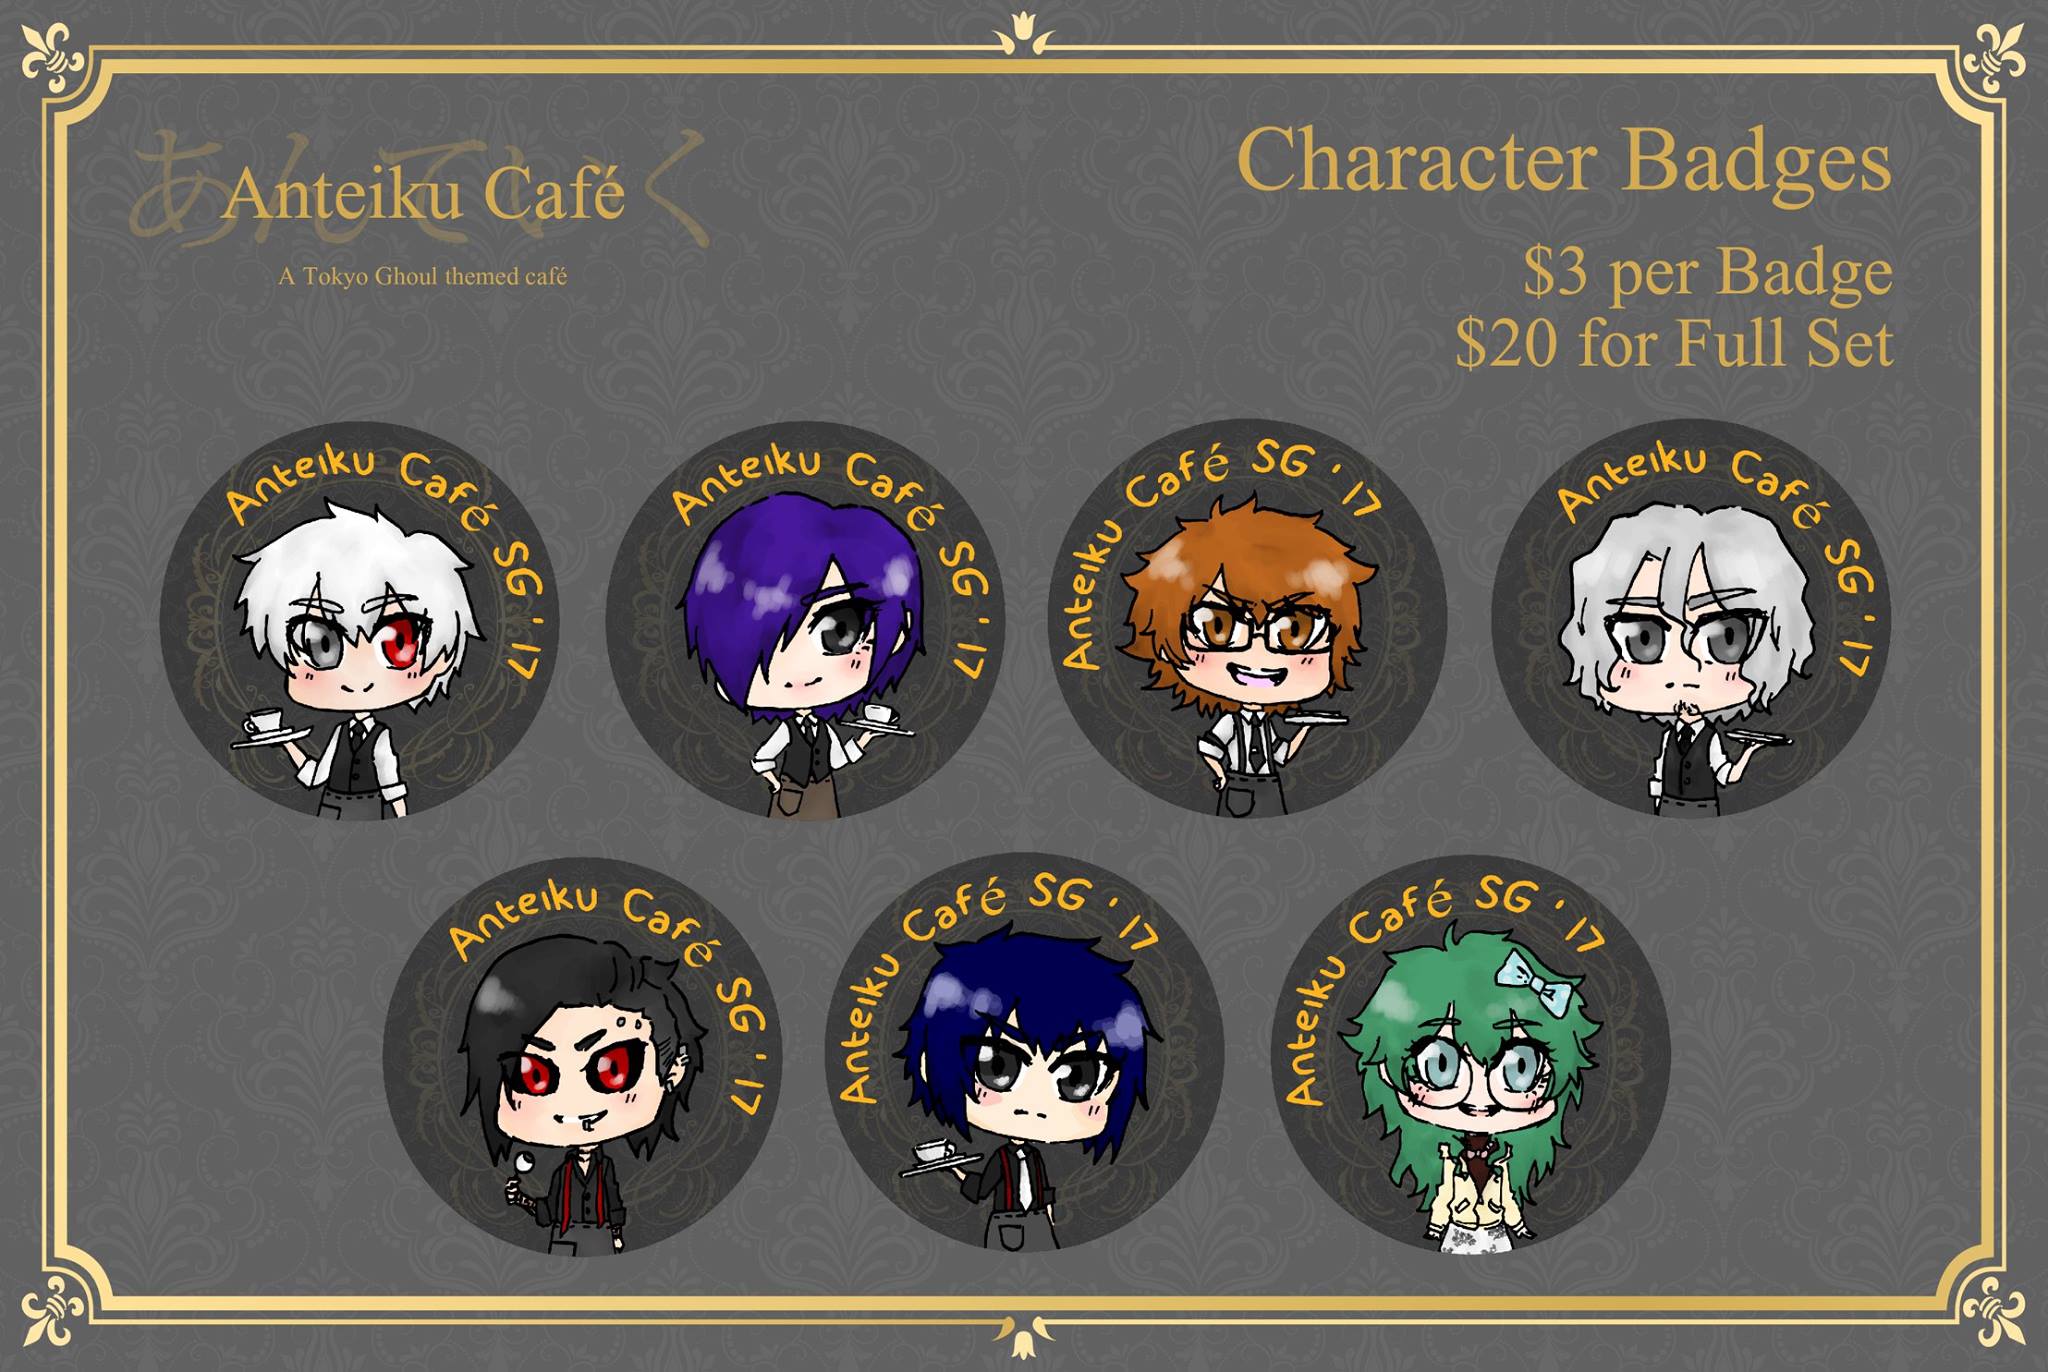 あんていく
Anteiku Café
A Tokyo Ghoul themed café
Character Badges
$3 per Badge
$20 for Full Set
Anteiku Café SG '17
Anteiku Café SG '17
Anteiku Café SG '17
Anteiku Café SG '17
Anteiku Café SG '17
Anteiku Café SG '17
Anteiku Café SG '17